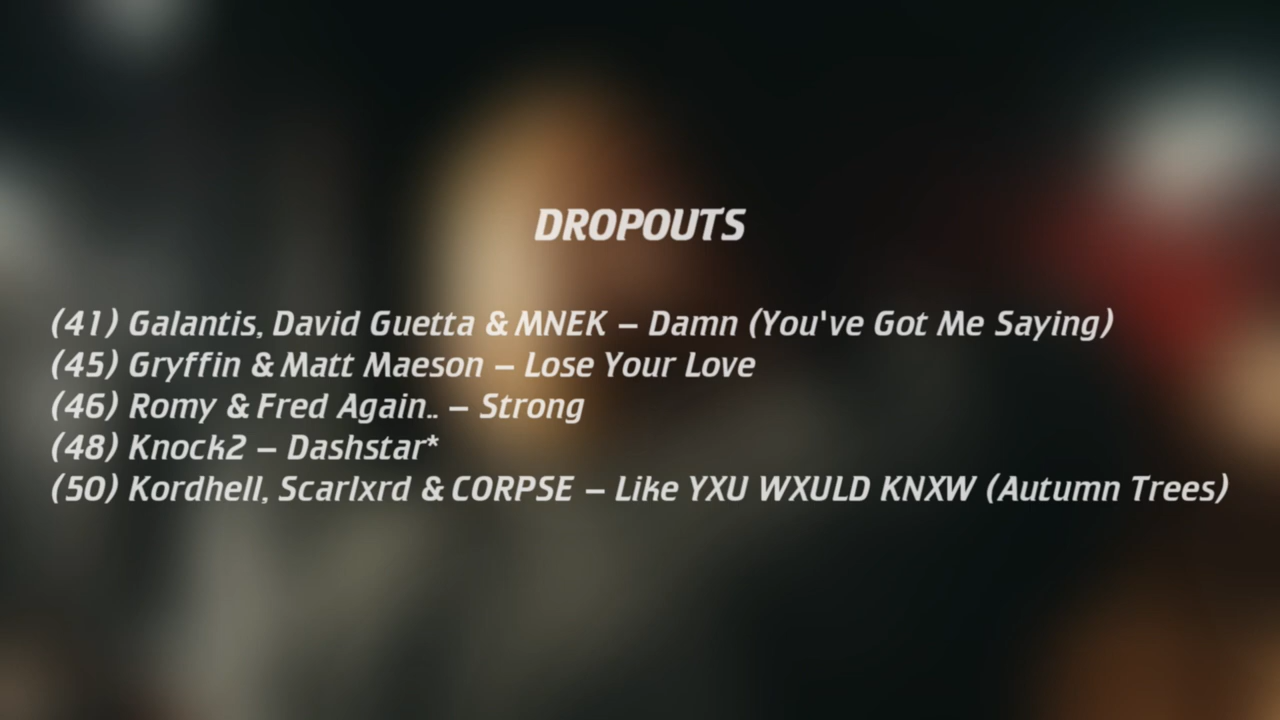 DROPOUTS
(41) Galantis, David Guetta & MNEK – Damn (You've Got Me Saying)
(45) Gryffin & Matt Maeson – Lose Your Love
(46) Romy & Fred Again.. – Strong
(48) Knock2 – Dashstar*
(50) Kordhell, Scarlxrd & CORPSE – Like YXU WXULD KNXW (Autumn Trees)